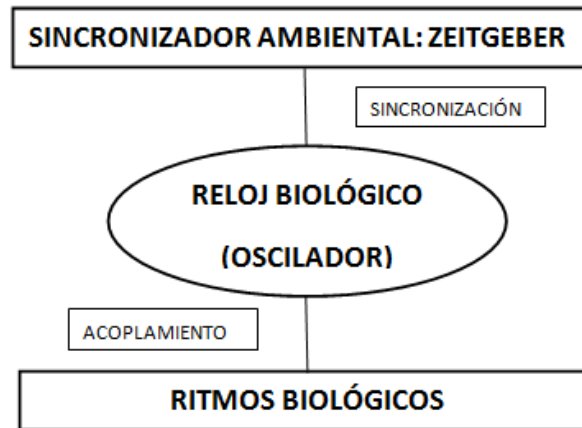 SINCRONIZADOR AMBIENTAL: ZEITGEBER
SINCRONIZACIÓN
RELOJ BIOLÓGICO
(OSCILADOR)
ACOPLAMIENTO
RITMOS BIOLÓGICOS